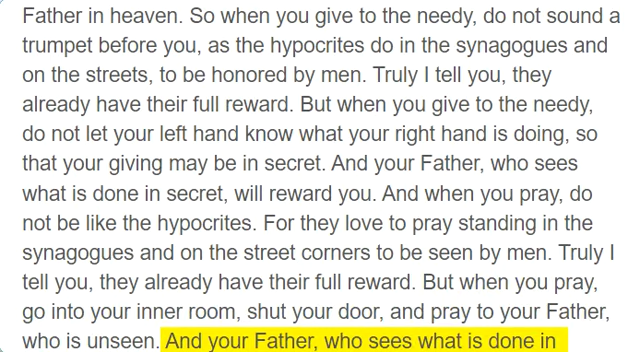 Father in heaven. So when you give to the needy, do not sound a
trumpet before you, as the hypocrites do in the synagogues and
on the streets, to be honored by men. Truly I tell you, they
already have their full reward. But when you give to the needy,
do not let your left hand know what your right hand is doing, so
that your giving may be in secret. And your Father, who sees
what is done in secret, will reward you. And when you pray, do
not be like the hypocrites. For they love to pray standing in the
synagogues and on the street corners to be seen by men. Truly I
tell you, they already have their full reward. But when you pray,
go into your inner room, shut your door, and pray to your Father,
who is unseen. And your Father, who sees what is done in